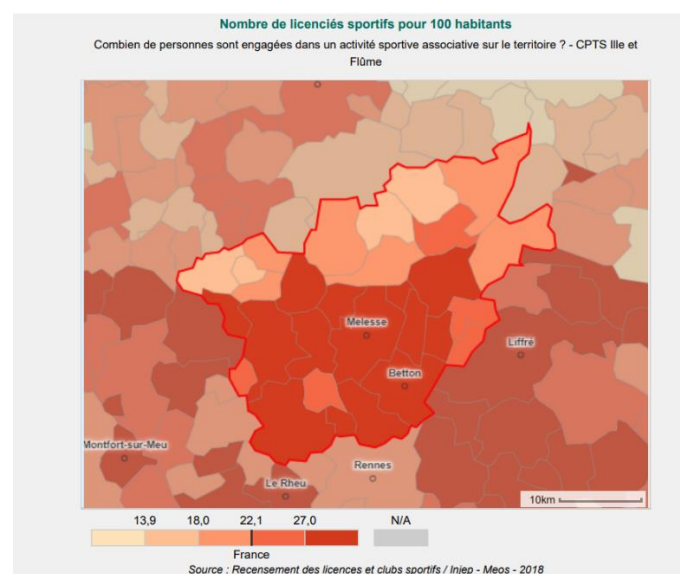 Nombre de licenciés sportifs pour 100 habitants
Combien de personnes sont engagées dans un activité sportive associative sur le territoire ? - CPTS Ille et
Flûme
Melesse
Liffré
Betton
Montfort-sur-Meu
Rennes
Le Rheu
10km
13,9 18,0 22,1 27,0 N/A
France
Source : Recensement des licences et clubs sportifs / Injep - Meos - 2018